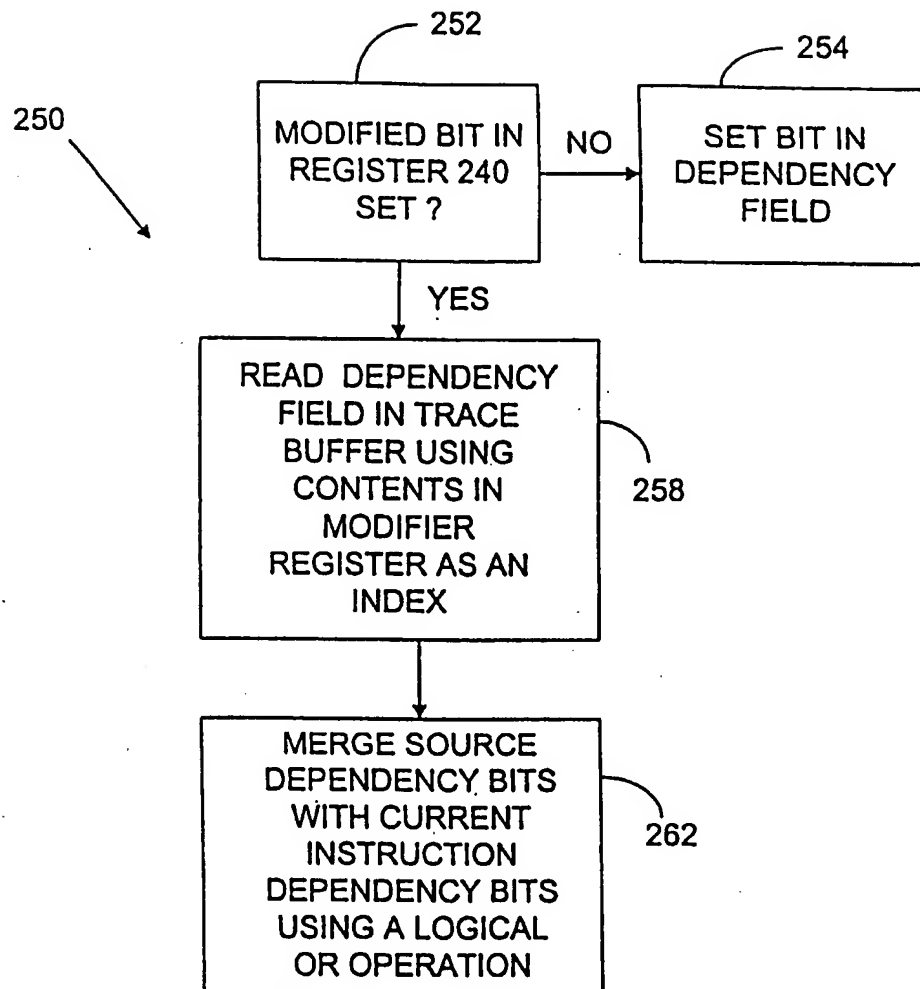 252
254
250
MODIFIED BIT IN
REGISTER 240
SET ?
NO
SET BIT IN
DEPENDENCY
FIELD
YES
READ DEPENDENCY
FIELD IN TRACE
BUFFER USING
CONTENTS IN
MODIFIER
REGISTER AS AN
INDEX
258
MERGE SOURCE
DEPENDENCY BITS
WITH CURRENT
INSTRUCTION
DEPENDENCY BITS
USING A LOGICAL
OR OPERATION
262